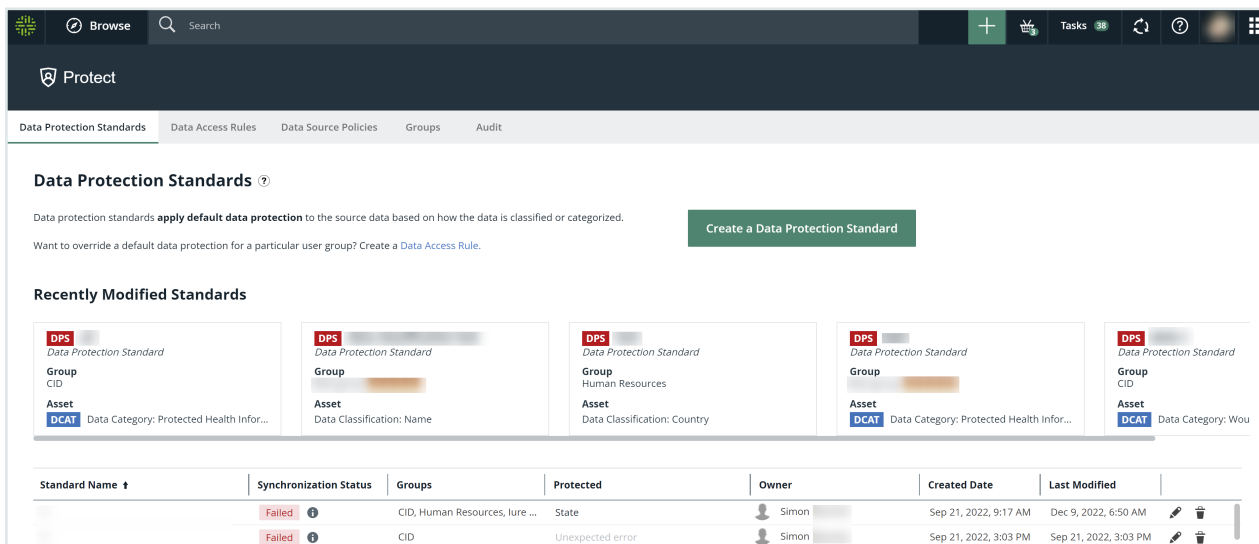 Browse Search 3 Tasks 38
Protect
Data Protection Standards Data Access Rules Data Source Policies Groups Audit
Data Protection Standards ?
Data protection standards apply default data protection to the source data based on how the data is classified or categorized.
Create a Data Protection Standard
Want to override a default data protection for a particular user group? Create a Data Access Rule.
Recently Modified Standards
DPS DPS DPS DPS DPS
Data Protection Standard Data Protection Standard Data Protection Standard Data Protection Standard Data Protection Standard
Group Group Group Group Group
CID Human Resources CID
Asset Asset Asset Asset Asset
DCAT Data Category: Protected Health Infor... Data Classification: Name Data Classification: Country DCAT Data Category: Protected Health Infor... DCAT Data Category: Wou
Standard Name Synchronization Status Groups Protected Owner Created Date Last Modified
Failed CID, Human Resources, Iure ... State Simon Sep 21, 2022, 9:17 AM Dec 9, 2022, 6:50 AM
Failed CID Unexpected error Simon Sep 21, 2022, 3:03 PM Sep 21, 2022, 3:03 PM